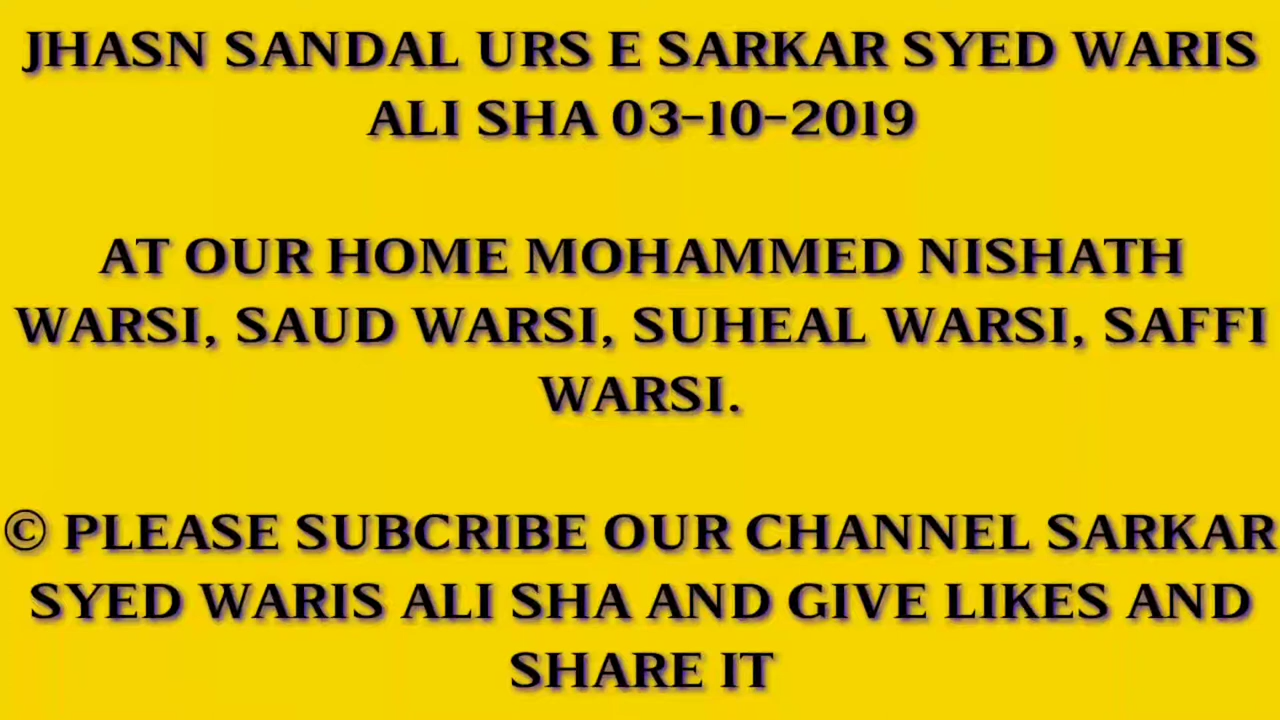 JHASN SANDAL URS E SARKAR SYED WARIS
ALI SHA 03-10-2019
AT OUR HOME MOHAMMED NISHATH
WARSI, SAUD WARSI, SUHEAL WARSI, SAFFI
WARSI.
© PLEASE SUBCRIBE OUR CHANNEL SARKAR
SYED WARIS ALI SHA AND GIVE LIKES AND
SHARE IT